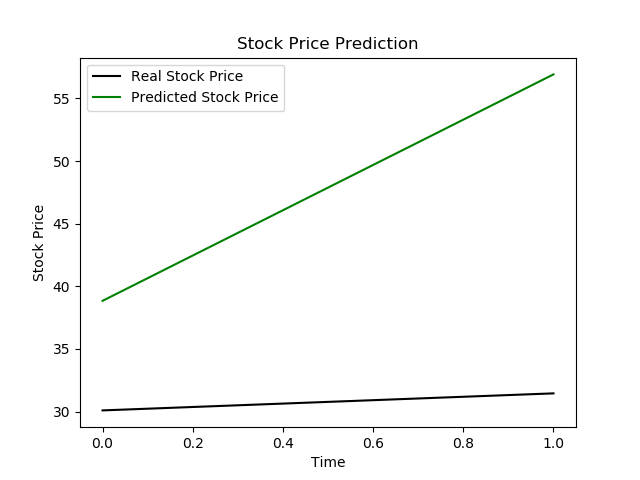 Stock Price Prediction
Real Stock Price
Predicted Stock Price
55
50
45
40
35
30
Stock Price
0.0 0.2 0.4 0.6 0.8 1.0
Time